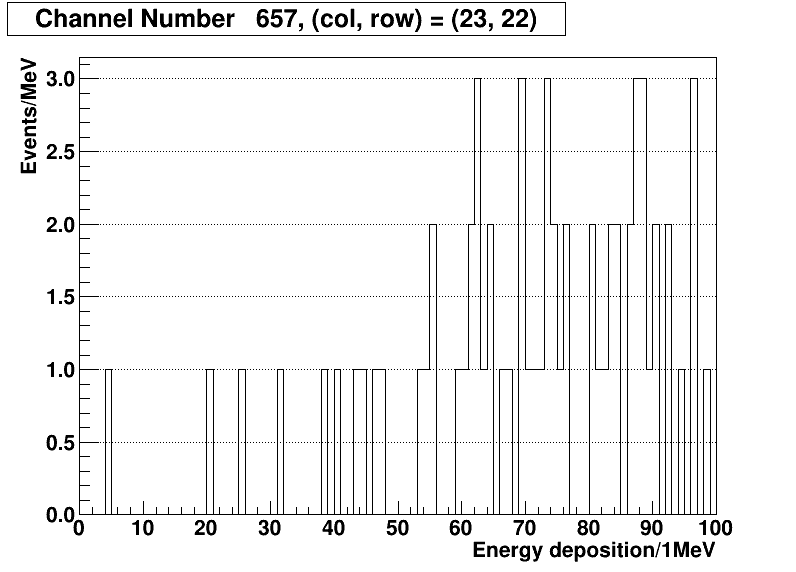 Channel Number 657, (col, row) = (23, 22)
Events/MeV
3.0
2.5
2.0
1.5
1.0
0.5
0.0
0 10 20 30 40 50 60 70 80 90 100
Energy deposition/1MeV